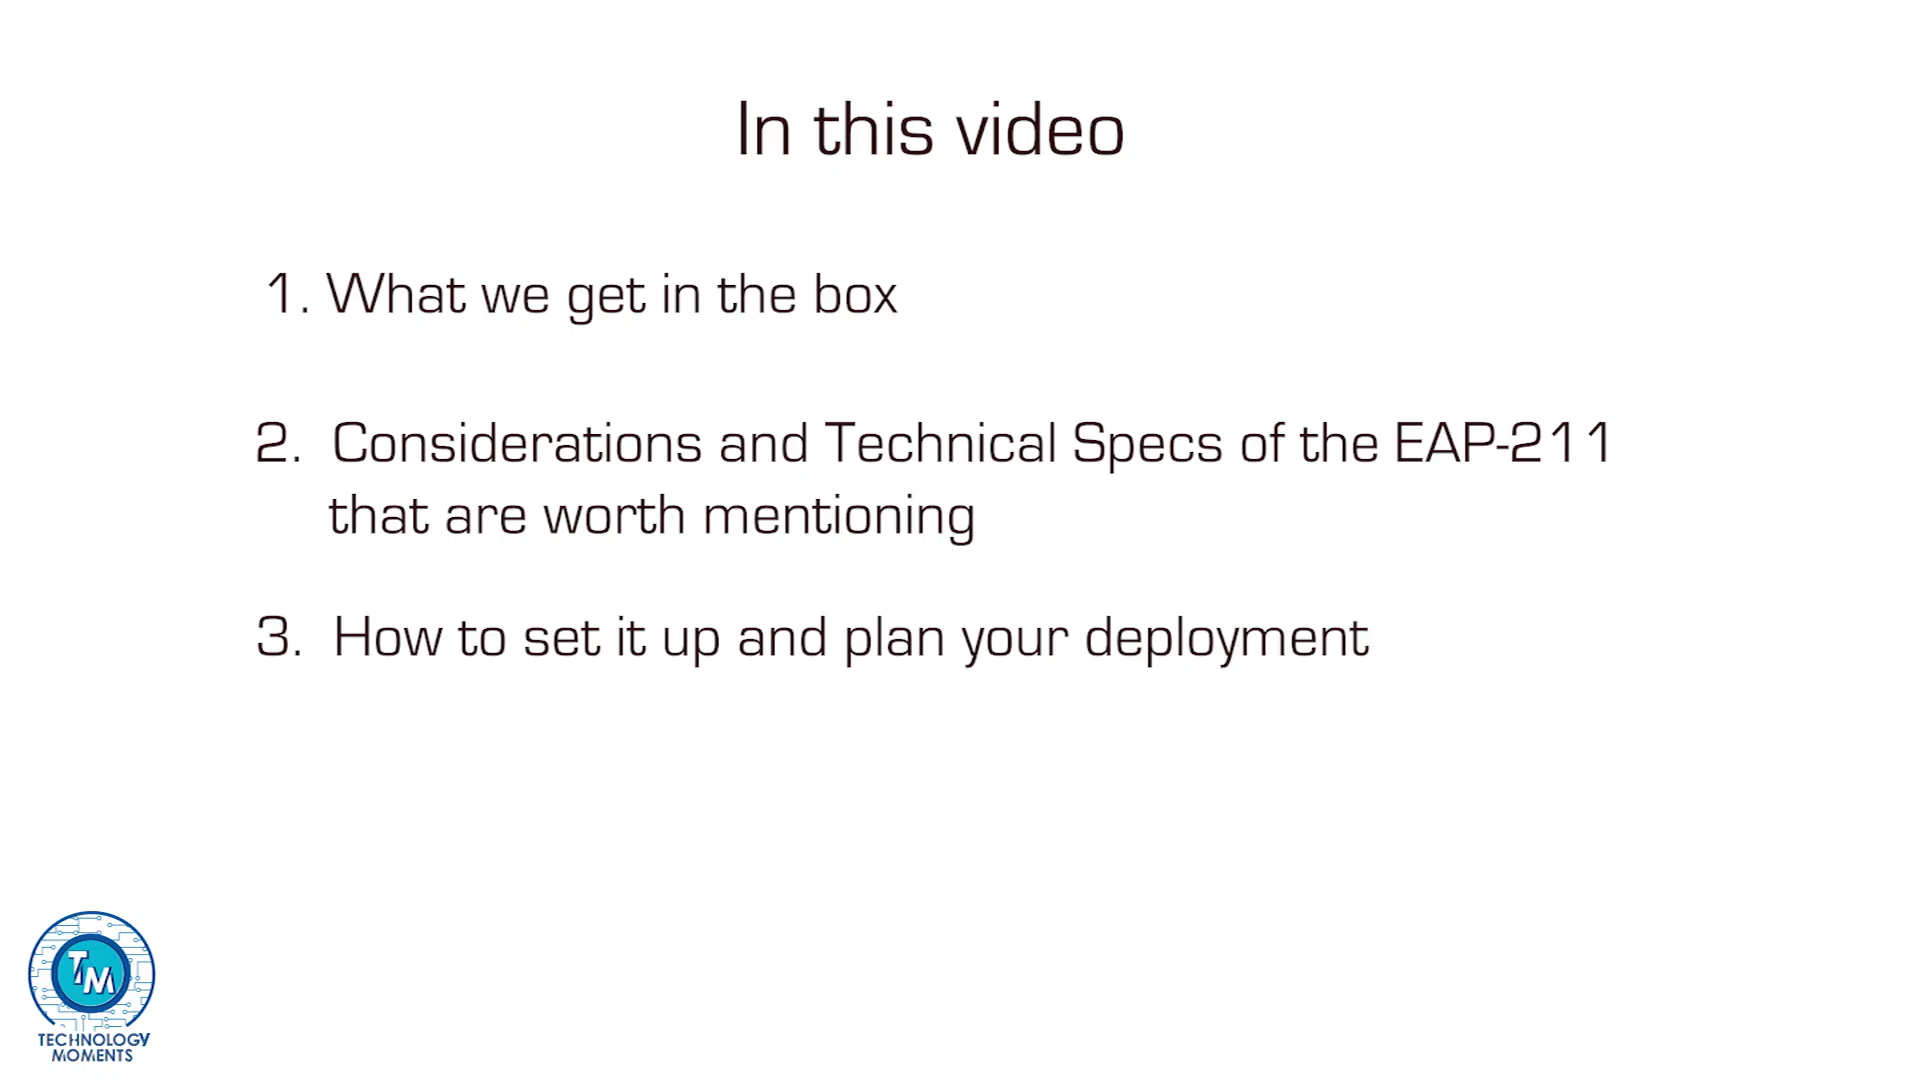 In this video
1. What we get in the box
2. Considerations and Technical Specs of the EAP-211
that are worth mentioning
3. How to set it up and plan your deployment
TM
TECHNOLOGY
MOMENTS